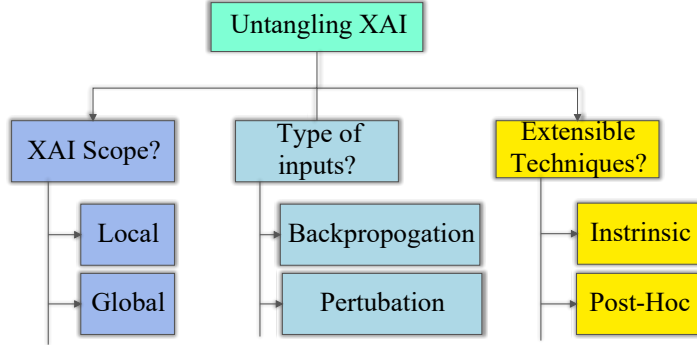 Untangling XAI
XAI Scope?
Type of
inputs?
Extensible
Techniques?
Local
Backpropogation
Instrinsic
Global
Pertubation
Post-Hoc